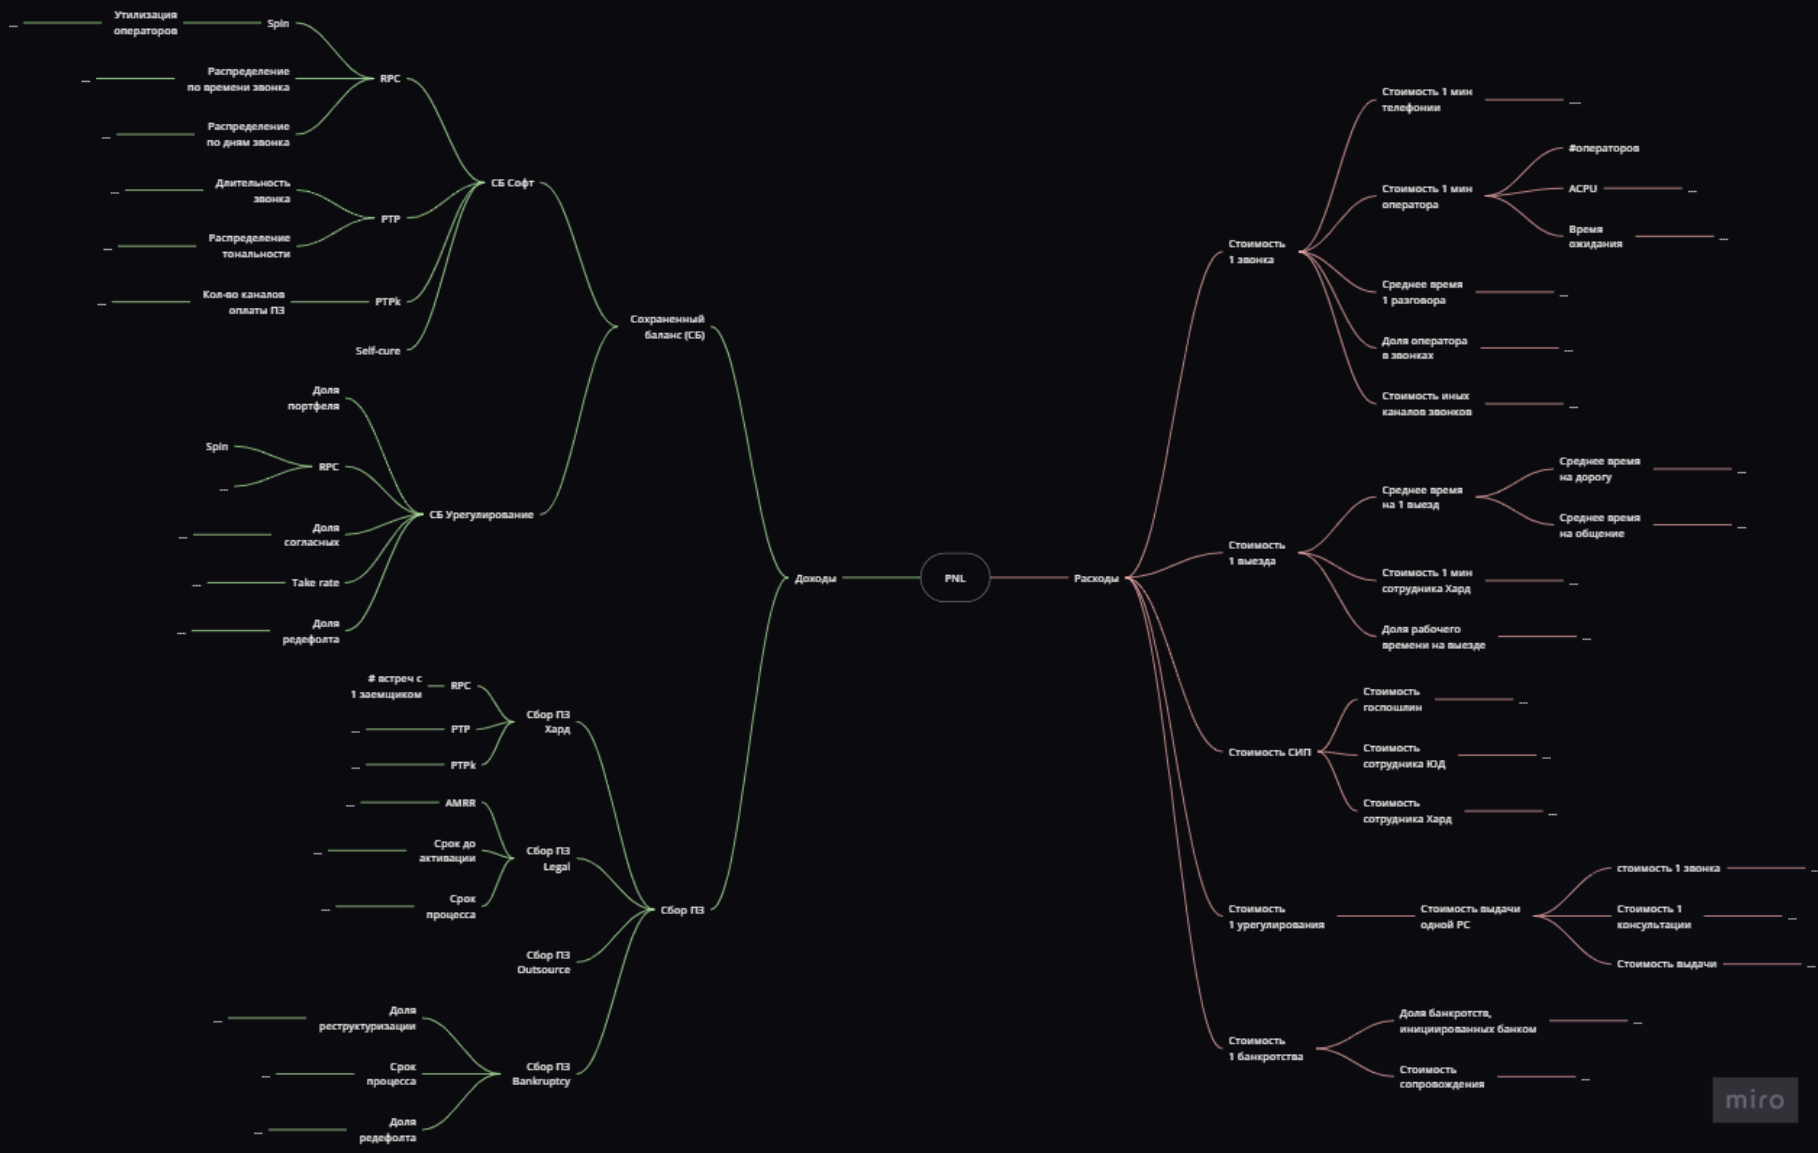 PNL
Доходы
Сохраненный
баланс (СБ)
СБ Софт
RPC
Spin
Утилизация
операторов
...
Распределение
по времени звонка
...
Распределение
по дням звонка
...
PTP
Длительность
звонка
...
Распределение
тональности
...
PTPk
Кол-во каналов
оплаты ПЗ
...
Self-cure
СБ Урегулирование
Доля
портфеля
RPC
Spin
...
Доля
согласных
...
Take rate
...
Доля
редефолта
...
Сбор ПЗ
Сбор ПЗ
Хард
RPC
# встреч с
1 заемщиком
PTP
...
PTPk
...
Сбор ПЗ
Legal
AMRR
...
Срок до
активации
...
Срок
процесса
...
Сбор ПЗ
Outsource
Сбор ПЗ
Bankruptcy
Доля
реструктуризации
...
Срок
процесса
...
Доля
редефолта
...
Расходы
Стоимость
1 звонка
Стоимость 1 мин
телефонии
....
Стоимость 1 мин
оператора
#операторов
ACPU
...
Время
ожидания
...
Среднее время
1 разговора
...
Доля оператора
в звонках
...
Стоимость иных
каналов звонков
...
Стоимость
1 выезда
Среднее время
на 1 выезд
Среднее время
на дорогу
...
Среднее время
на общение
...
Стоимость 1 мин
сотрудника Хард
...
Доля рабочего
времени на выезде
...
Стоимость СИП
Стоимость
госпошлин
...
Стоимость
сотрудника ЮД
...
Стоимость
сотрудника Хард
...
Стоимость
1 урегулирования
Стоимость выдачи
одной РС
стоимость 1 звонка
...
Стоимость 1
консультации
...
Стоимость выдачи
...
Стоимость
1 банкротства
Доля банкротств,
инициированных банком
...
Стоимость
сопровождения
...
miro